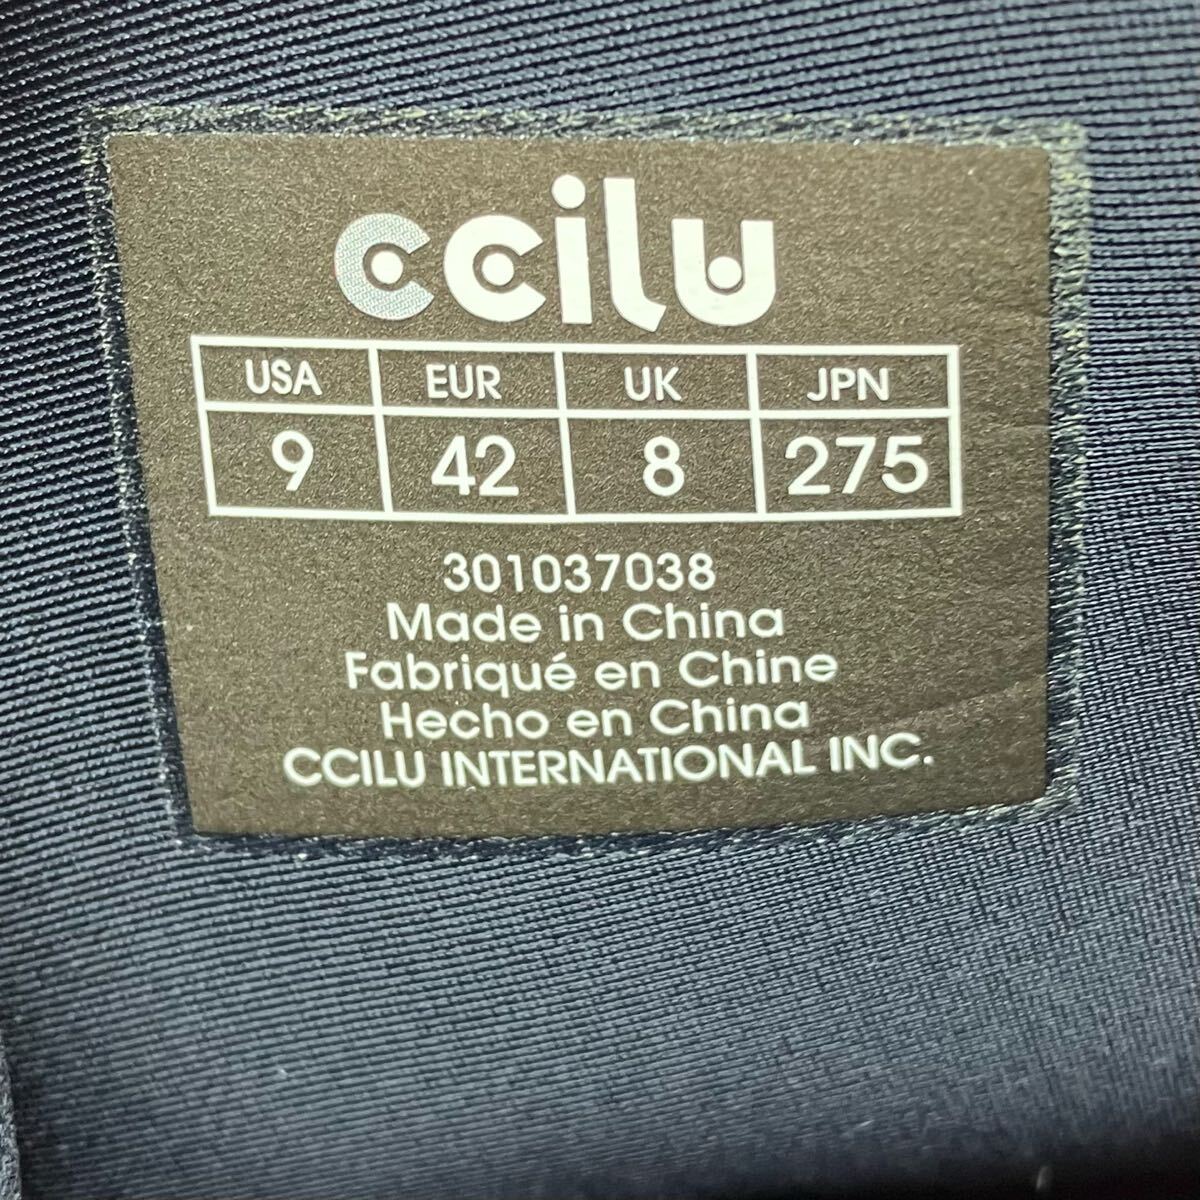 ccilu
USA EUR UK JPN
9 42 8 275
301037038
Made in China
Fabriqué en Chine
Hecho en China
CCILU INTERNATIONAL INC.